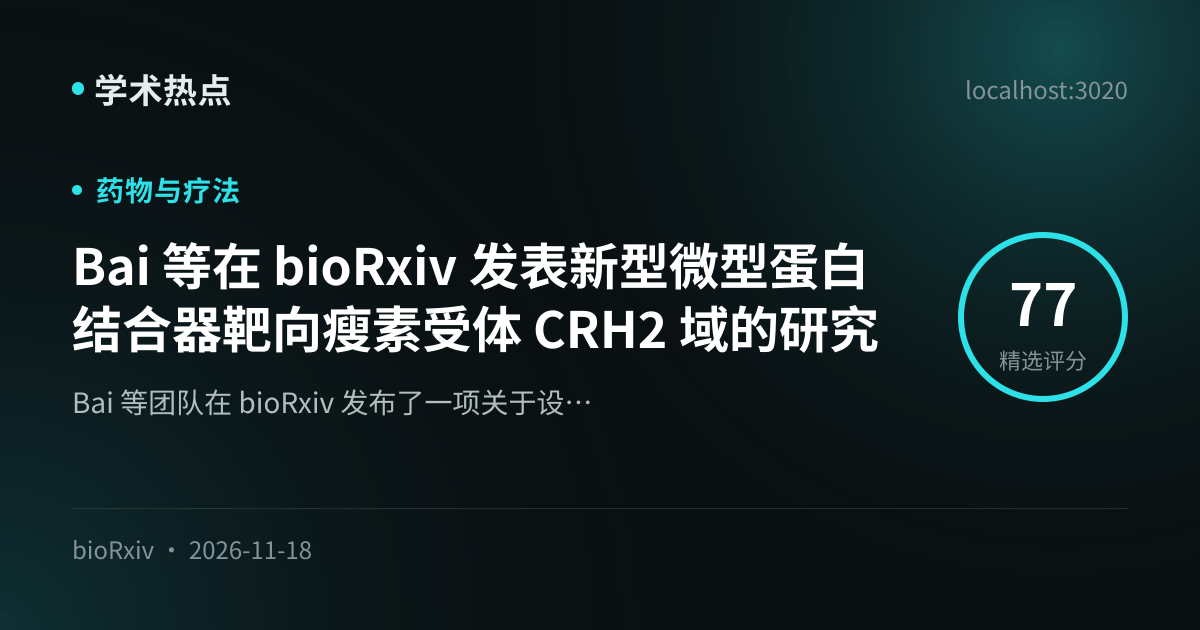 学术热点
localhost:3020
药物与疗法
Bai 等在 bioRxiv 发表新型微型蛋白
结合器靶向瘦素受体 CRH2 域的研究
77
精选评分
Bai 等团队在 bioRxiv 发布了一项关于设…
bioRxiv · 2026-11-18